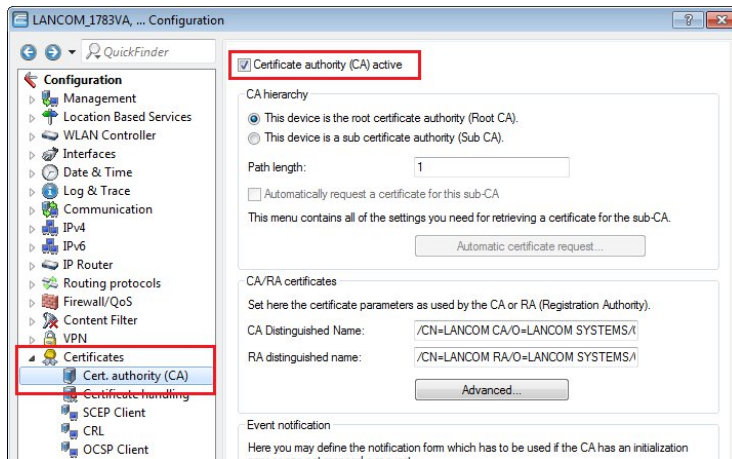 LANCOM_1783VA, ... Configuration
QuickFinder
Configuration
Management
Location Based Services
WLAN Controller
Interfaces
Date & Time
Log & Trace
Communication
IPv4
IPv6
IP Router
Routing protocols
Firewall/QoS
Content Filter
VPN
Certificates
Cert. authority (CA)
Certificate handling
SCEP Client
CRL
OCSP Client
Certificate authority (CA) active
CA hierarchy
This device is the root certificate authority (Root CA).
This device is a sub certificate authority (Sub CA).
Path length: 1
Automatically request a certificate for this sub-CA
This menu contains all of the settings you need for retrieving a certificate for the sub-CA.
Automatic certificate request...
CA/RA certificates
Set here the certificate parameters as used by the CA or RA (Registration Authority).
CA Distinguished Name: /CN=LANCOM CA/O=LANCOM SYSTEMS/
RA distinguished name: /CN=LANCOM RA/O=LANCOM SYSTEMS/
Advanced...
Event notification
Here you may define the notification form which has to be used if the CA has an initialization